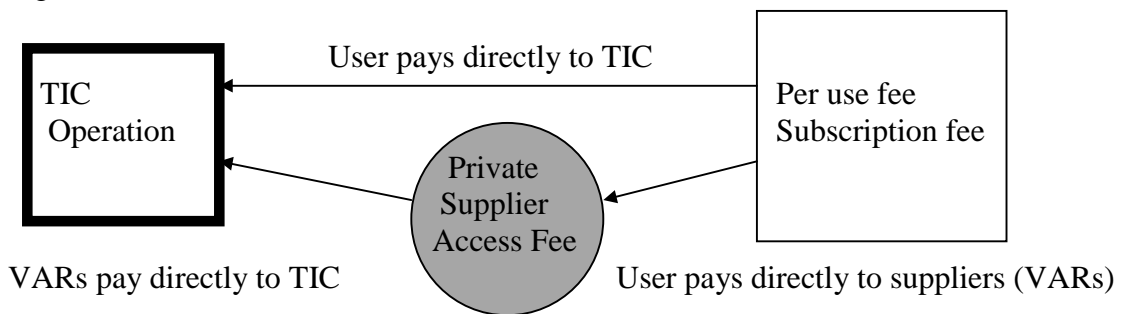 User pays directly to TIC
TIC
Operation
Per use fee
Subscription fee
Private
Supplier
Access Fee
VARs pay directly to TIC
User pays directly to suppliers (VARs)